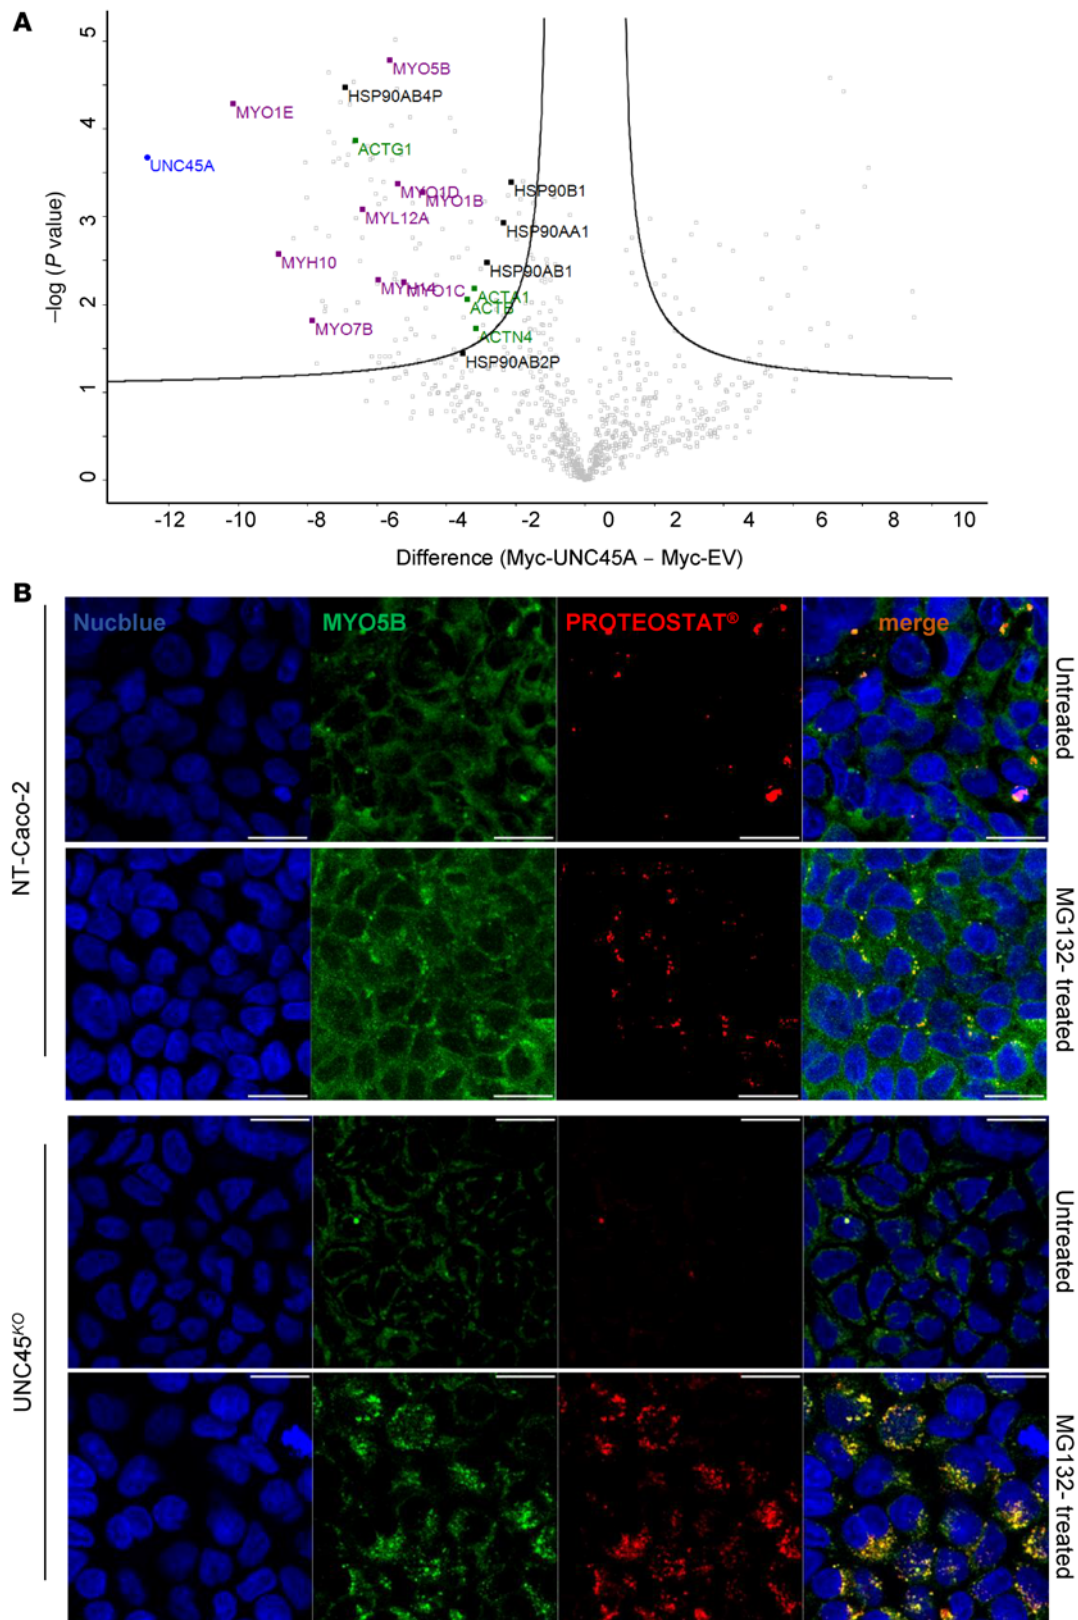 A
5
4
3
2
1
0
–log (P value)
MYO5B
HSP90AB4P
MYO1E
ACTG1
UNC45A
MYO1D
MYO1B
HSP90B1
MYL12A
HSP90AA1
MYH10
HSP90AB1
MYH14
MYO1C
ACTA1
ACTB
MYO7B
ACTN4
HSP90AB2P
-12 -10 -8 -6 -4 -2 0 2 4 6 8 10
Difference (Myc-UNC45A – Myc-EV)
B
Nucblue MYO5B PROTEOSTAT® merge
NT-Caco-2
Untreated
MG132- treated
UNC45KO
Untreated
MG132- treated